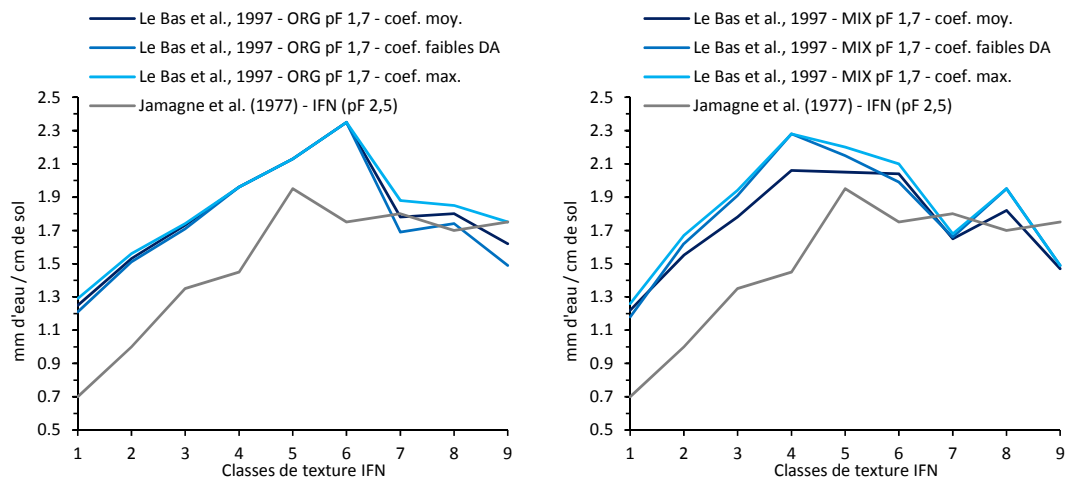 Le Bas et al., 1997 - ORG pF 1,7 - coef. moy.
Le Bas et al., 1997 - ORG pF 1,7 - coef. faibles DA
Le Bas et al., 1997 - ORG pF 1,7 - coef. max.
Jamagne et al. (1977) - IFN (pF 2,5)
2.5
2.3
2.1
1.9
1.7
1.5
1.3
1.1
0.9
0.7
0.5
mm d'eau / cm de sol
1 2 3 4 5 6 7 8 9
Classes de texture IFN
Le Bas et al., 1997 - MIX pF 1,7 - coef. moy.
Le Bas et al., 1997 - MIX pF 1,7 - coef. faibles DA
Le Bas et al., 1997 - MIX pF 1,7 - coef. max.
Jamagne et al. (1977) - IFN (pF 2,5)
2.5
2.3
2.1
1.9
1.7
1.5
1.3
1.1
0.9
0.7
0.5
mm d'eau / cm de sol
1 2 3 4 5 6 7 8 9
Classes de texture IFN